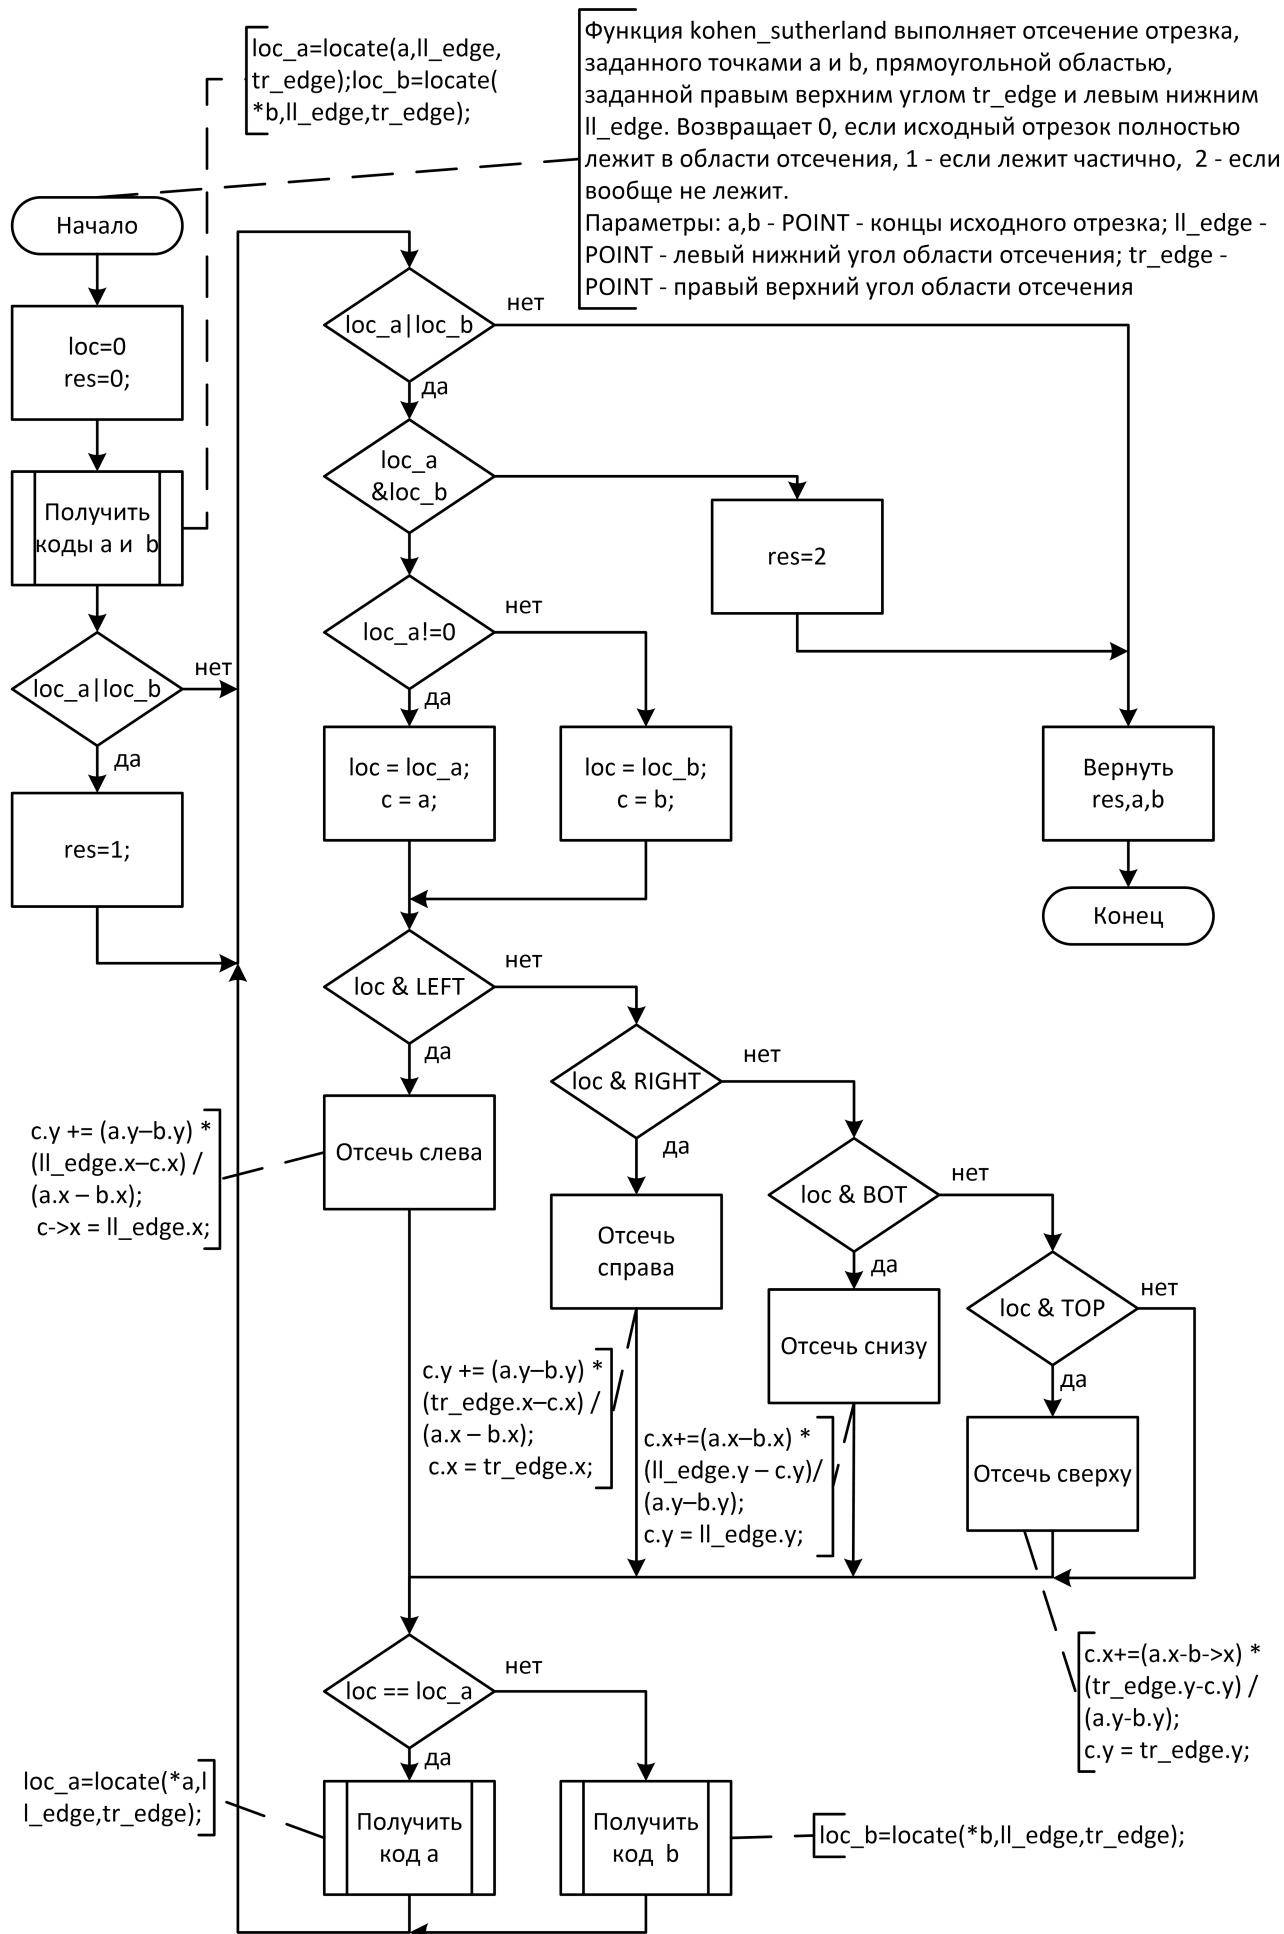 loc_a=locate(a,ll_edge,
tr_edge);loc_b=locate(
*b,ll_edge,tr_edge);
Функция kohen_sutherland выполняет отсечение отрезка,
заданного точками a и b, прямоугольной областью,
заданной правым верхним углом tr_edge и левым нижним
ll_edge. Возвращает 0, если исходный отрезок полностью
лежит в области отсечения, 1 - если лежит частично,  2 - если
вообще не лежит.
Параметры: a,b - POINT - концы исходного отрезка; ll_edge -
POINT - левый нижний угол области отсечения; tr_edge -
POINT - правый верхний угол области отсечения
Начало
loc=0
res=0;
Получить
коды a и  b
loc_a|loc_b
нет
да
res=1;
loc_a|loc_b
нет
да
loc_a
&loc_b
res=2
loc_a!=0
нет
да
loc = loc_a;
c = a;
loc = loc_b;
c = b;
Вернуть
res,a,b
Конец
loc & LEFT
нет
да
loc & RIGHT
нет
да
loc & BOT
нет
да
loc & TOP
нет
да
Отсечь слева
c.y += (a.y–b.y) *
(ll_edge.x–c.x) /
(a.x – b.x);
c->x = ll_edge.x;
Отсечь
справа
c.y += (a.y–b.y) *
(tr_edge.x–c.x) /
(a.x – b.x);
c.x = tr_edge.x;
Отсечь снизу
c.x+=(a.x–b.x) *
(ll_edge.y – c.y)/
(a.y–b.y);
c.y = ll_edge.y;
Отсечь сверху
c.x+=(a.x-b->x) *
(tr_edge.y-c.y) /
(a.y-b.y);
c.y = tr_edge.y;
loc == loc_a
нет
да
loc_a=locate(*a,l
l_edge,tr_edge);
Получить
код a
Получить
код  b
loc_b=locate(*b,ll_edge,tr_edge);